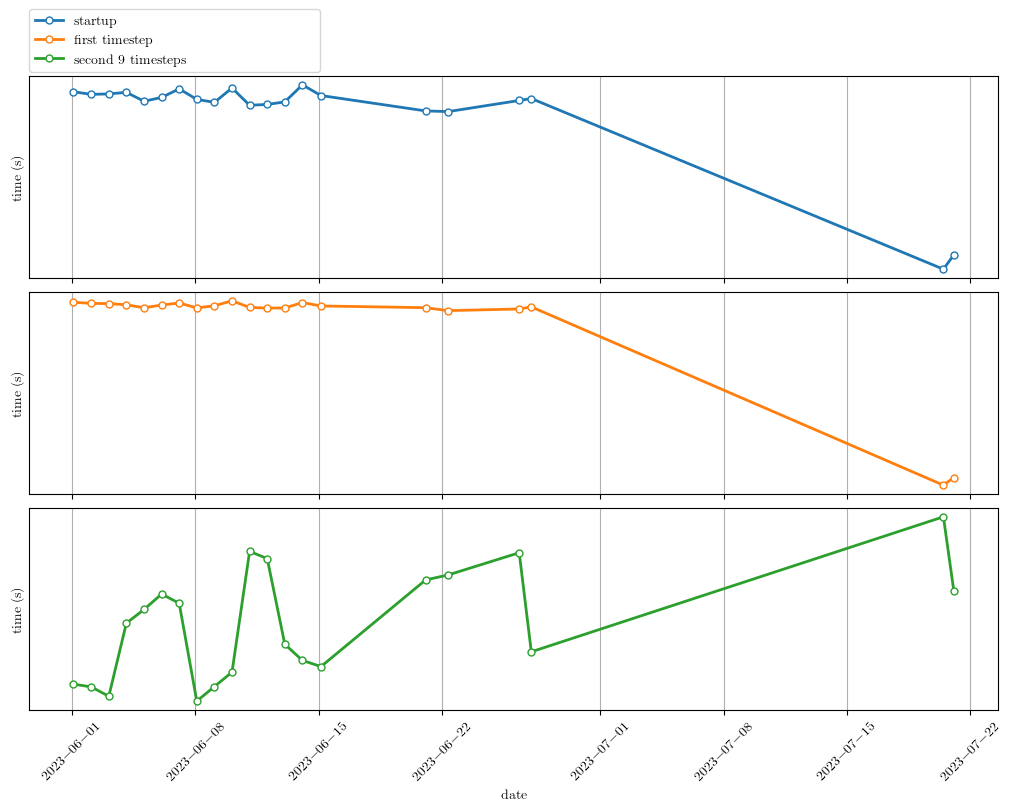 startup
first timestep
second 9 timesteps
time (s)
time (s)
time (s)
2023−06−01
2023−06−08
2023−06−15
2023−06−22
2023−07−01
2023−07−08
2023−07−15
2023−07−22
date